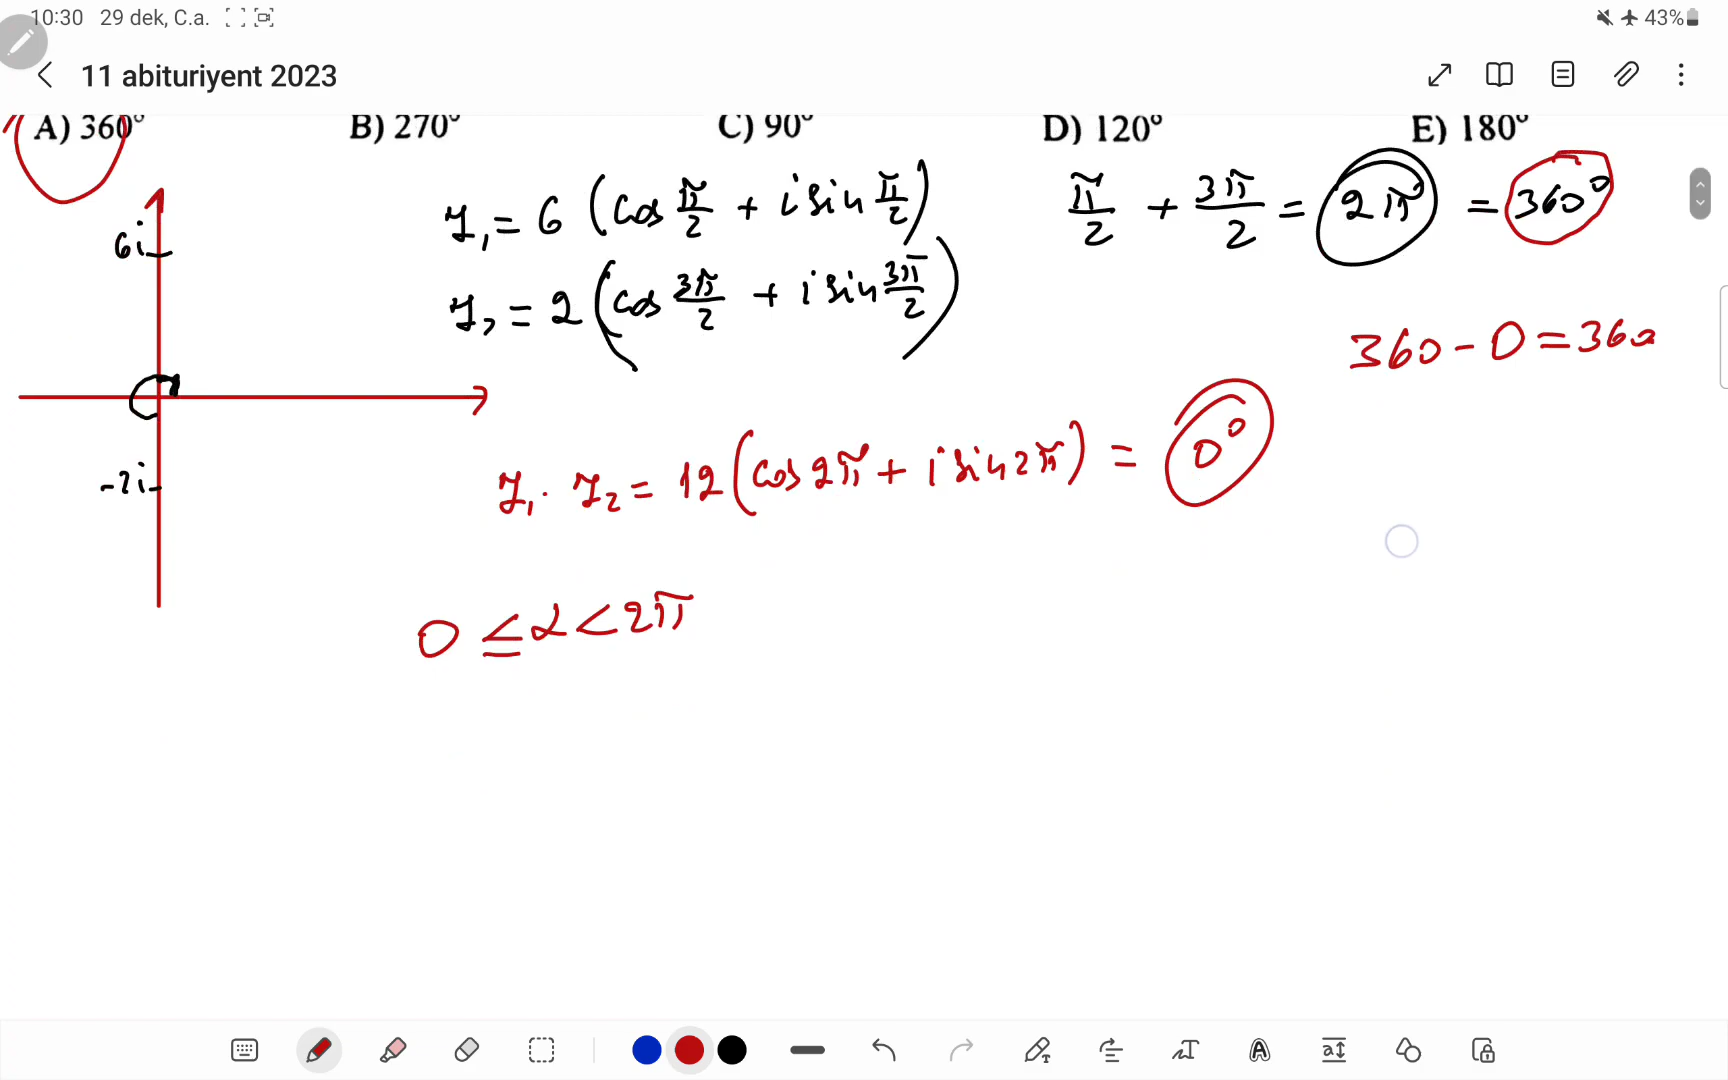 10:30 29 dek, C.a. 43%
11 abituriyent 2023
A) 360° B) 270° C) 90° D) 120° E) 180°
z₁ = 6 (cos π/2 + i sin π/2)
π/2 + 3π/2 = 2π = 360°
6i
z₂ = 2 (cos 3π/2 + i sin 3π/2)
360 - 0 = 360
z₁ · z₂ = 12 (cos 2π + i sin 2π) = 0°
-2i
0 ≤ α < 2π